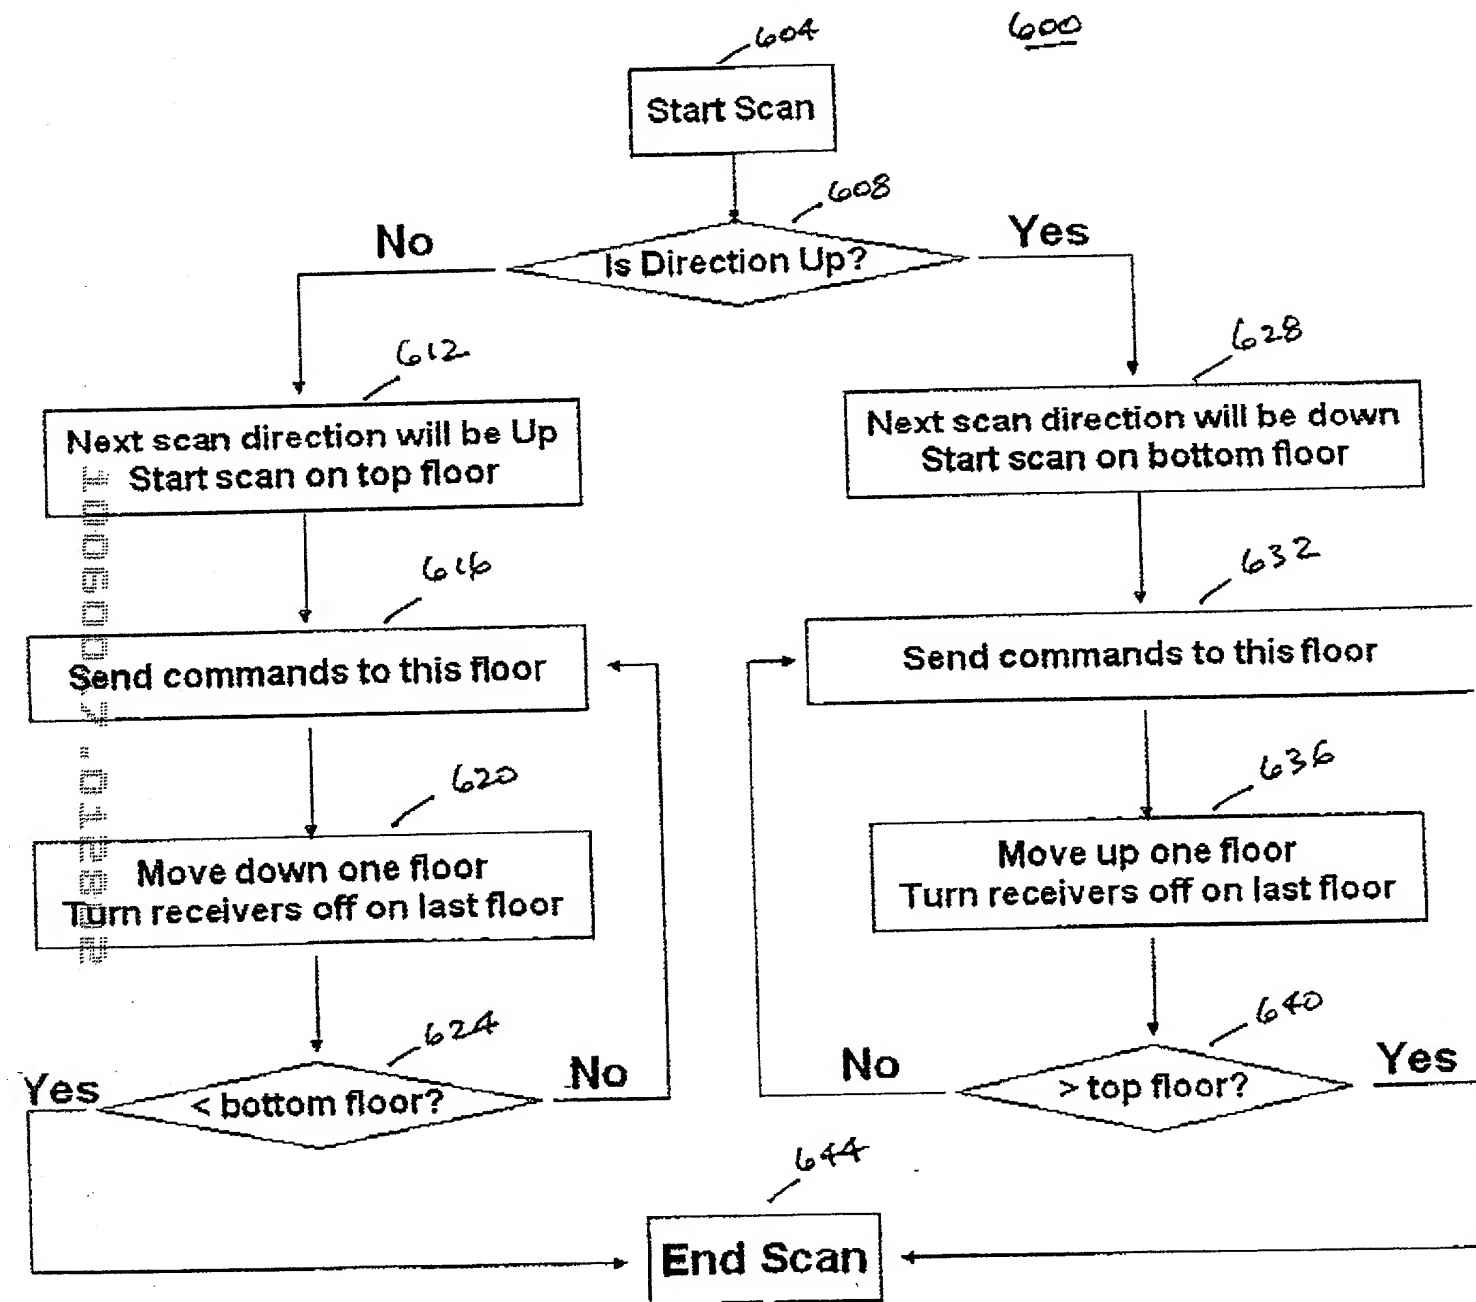 604
600
Start Scan
608
No
Yes
Is Direction Up?
612
628
Next scan direction will be Up
Start scan on top floor
Next scan direction will be down
Start scan on bottom floor
616
632
Send commands to this floor
Send commands to this floor
620
636
Move down one floor
Turn receivers off on last floor
Move up one floor
Turn receivers off on last floor
624
640
Yes
< bottom floor?
No
No
> top floor?
Yes
644
End Scan